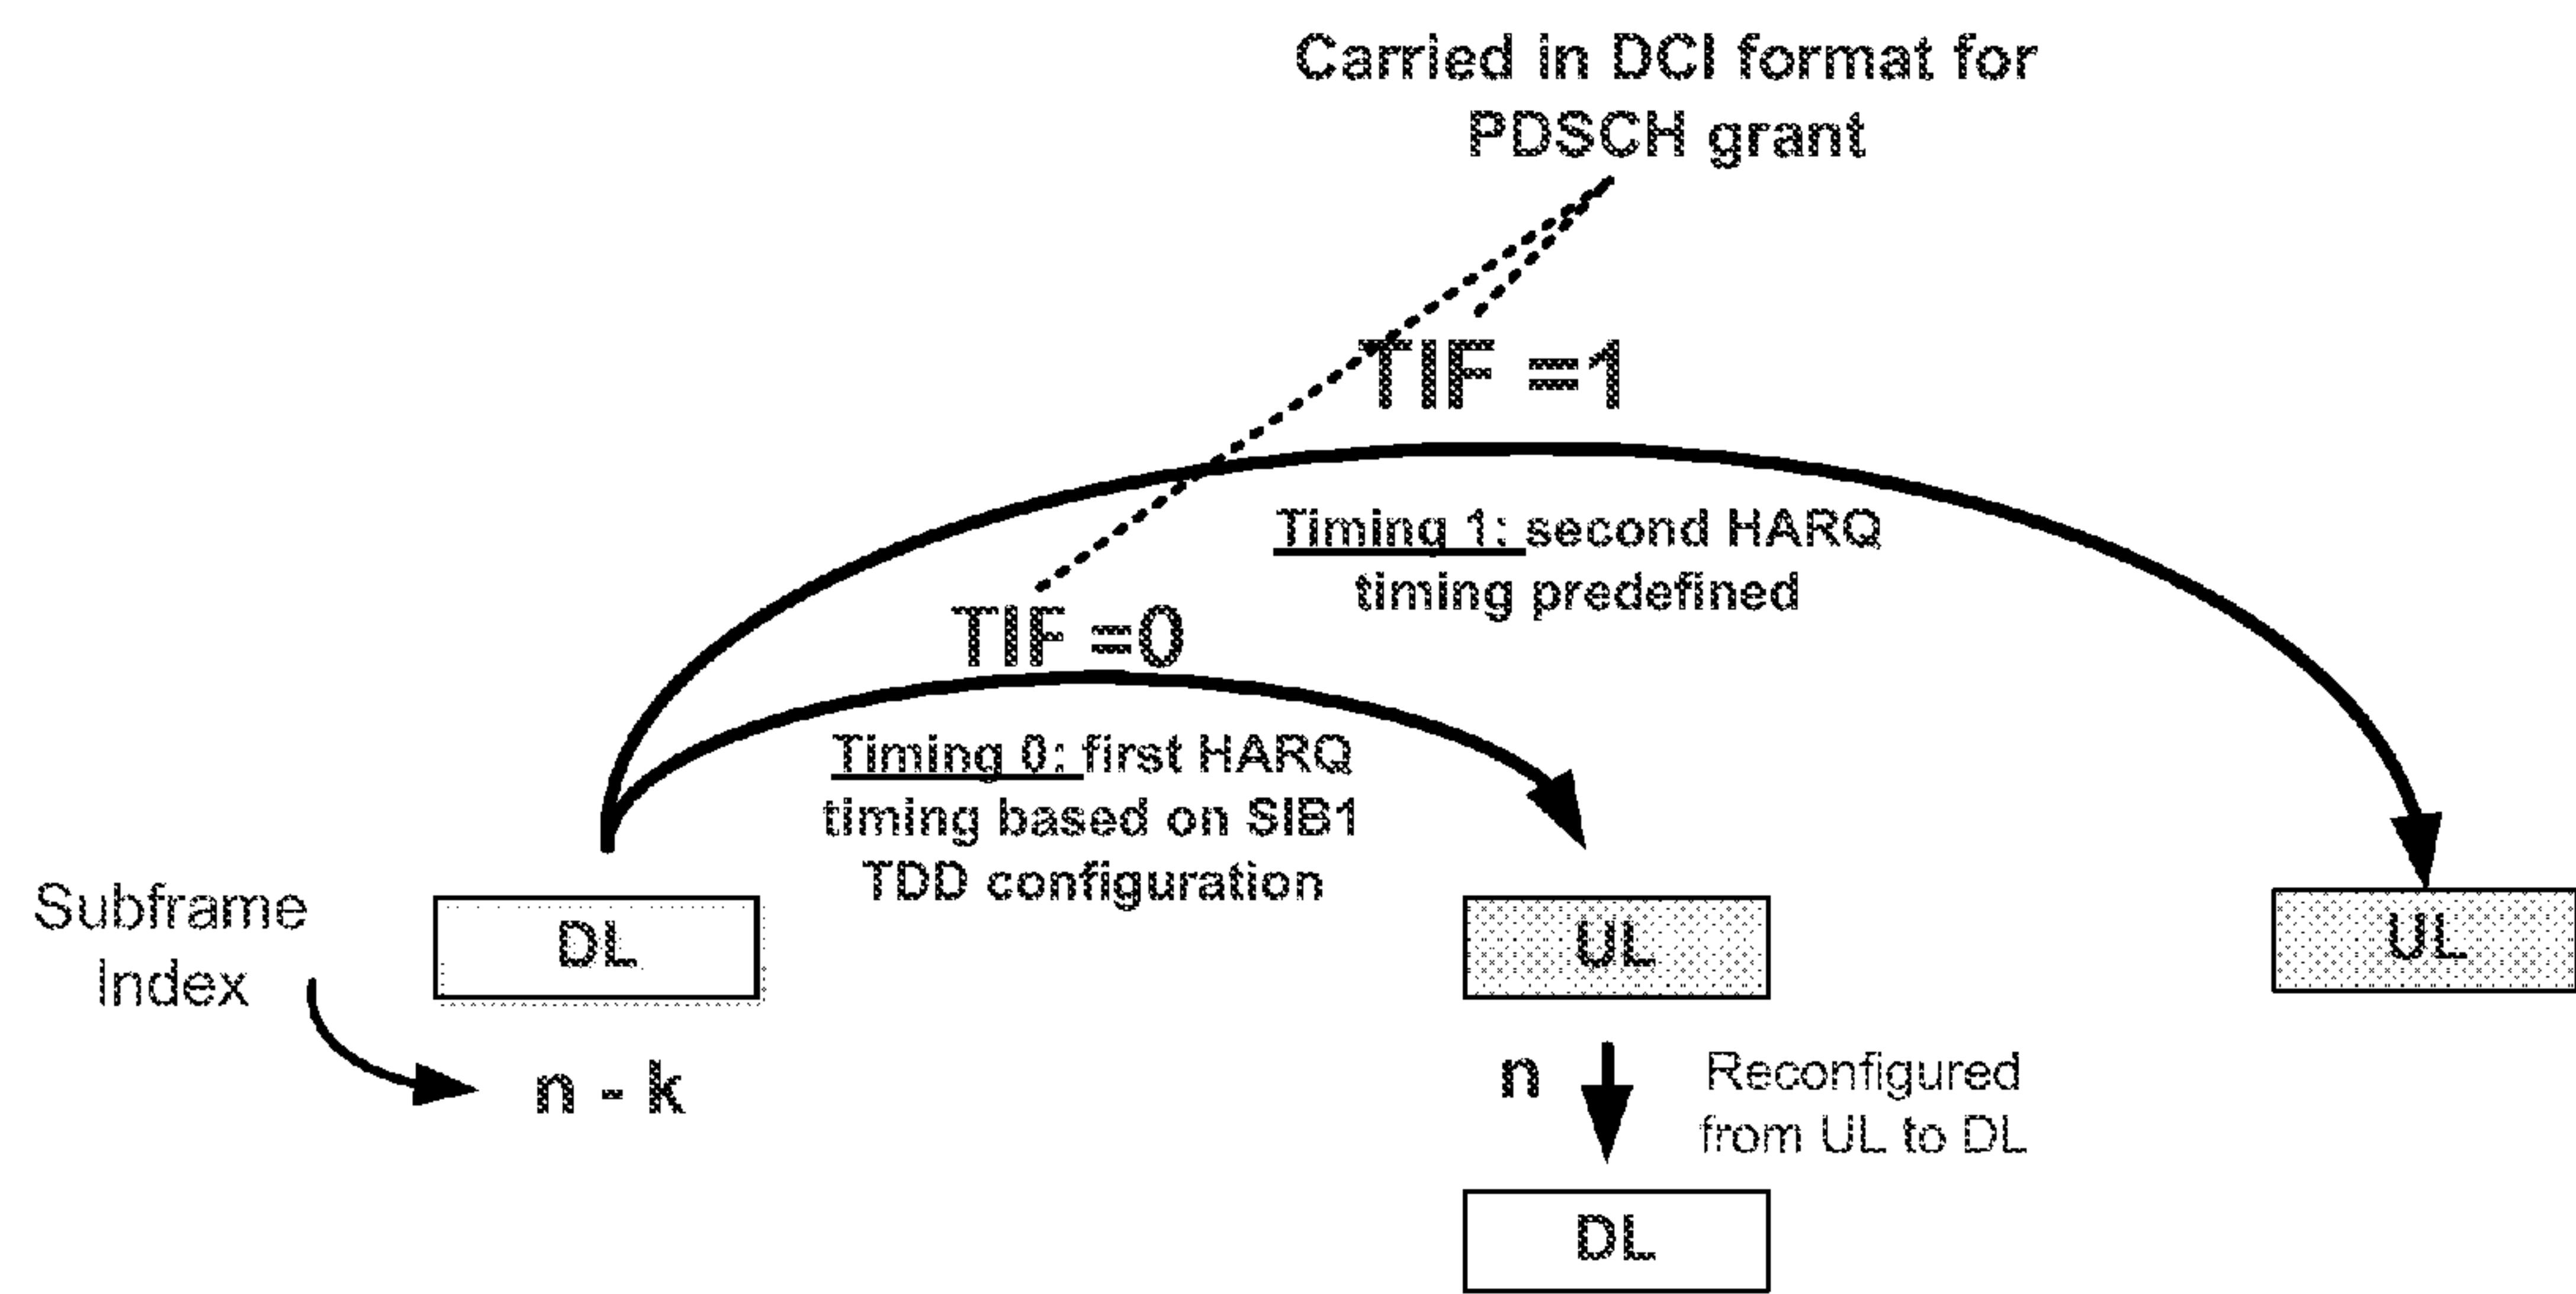 Carried in DCI format for
PDSCH grant
TIF =1
Timing 1: second HARQ
timing predefined
TIF =0
Timing 0: first HARQ
timing based on SIB1
TDD configuration
Subframe
Index
DL
UL
UL
n - k
n
Reconfigured
from UL to DL
DL